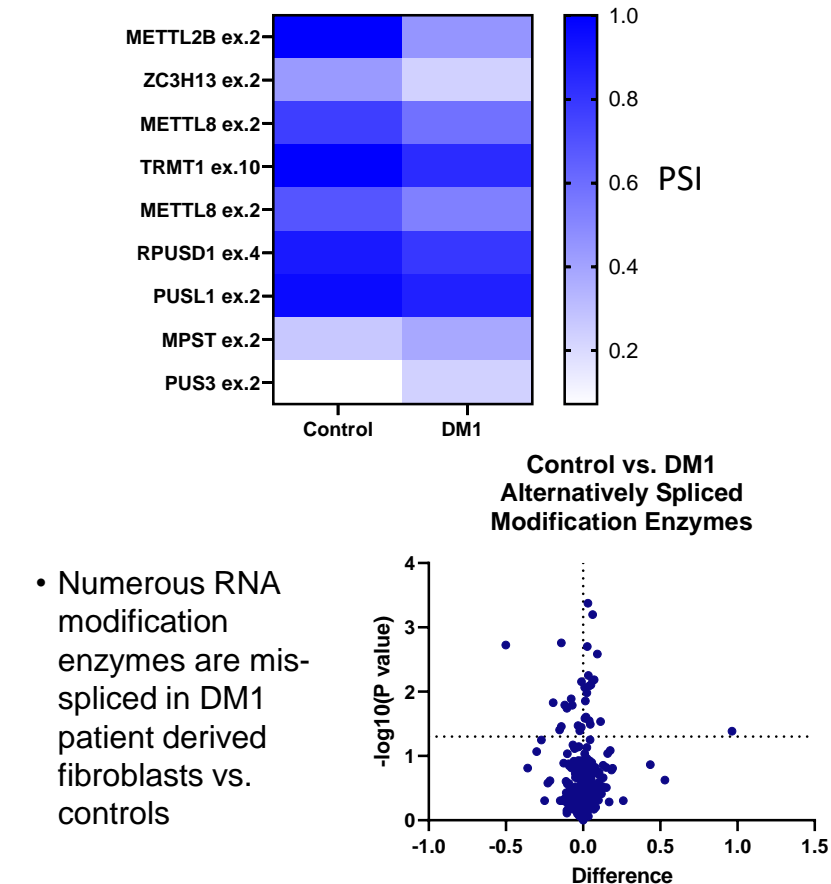 METTL2B ex.2
ZC3H13 ex.2
METTL8 ex.2
TRMT1 ex.10
METTL8 ex.2
RPUSD1 ex.4
PUSL1 ex.2
MPST ex.2
PUS3 ex.2
Control DM1
1.0
0.8
0.6
0.4
0.2
PSI
Control vs. DM1
Alternatively Spliced
Modification Enzymes
• Numerous RNA
modification
enzymes are mis-
spliced in DM1
patient derived
fibroblasts vs.
controls
-log10(P value)
4
3
2
1
0
-1.0 -0.5 0.0 0.5 1.0 1.5
Difference